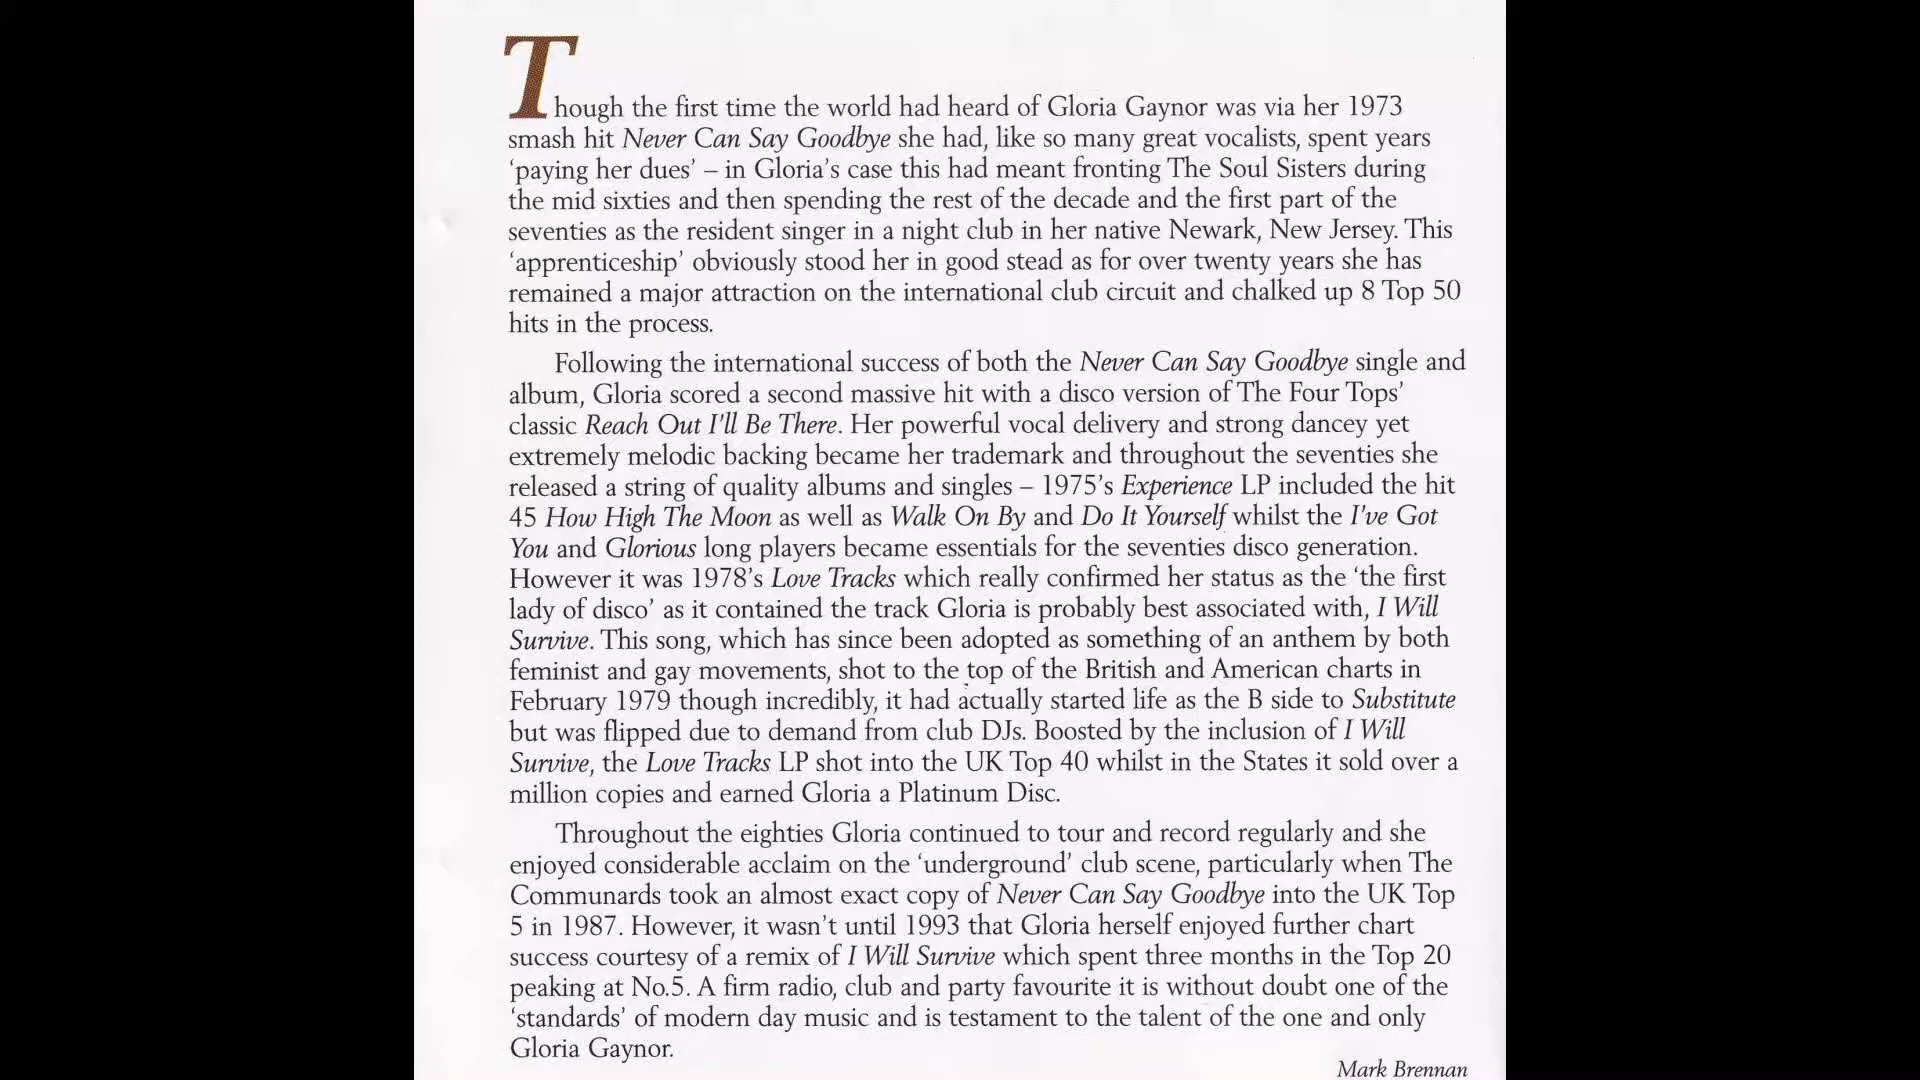 Though the first time the world had heard of Gloria Gaynor was via her 1973
smash hit Never Can Say Goodbye she had, like so many great vocalists, spent years
‘paying her dues’ – in Gloria’s case this had meant fronting The Soul Sisters during
the mid sixties and then spending the rest of the decade and the first part of the
seventies as the resident singer in a night club in her native Newark, New Jersey. This
‘apprenticeship’ obviously stood her in good stead as for over twenty years she has
remained a major attraction on the international club circuit and chalked up 8 Top 50
hits in the process.
Following the international success of both the Never Can Say Goodbye single and
album, Gloria scored a second massive hit with a disco version of The Four Tops’
classic Reach Out I’ll Be There. Her powerful vocal delivery and strong dancey yet
extremely melodic backing became her trademark and throughout the seventies she
released a string of quality albums and singles – 1975’s Experience LP included the hit
45 How High The Moon as well as Walk On By and Do It Yourself whilst the I’ve Got
You and Glorious long players became essentials for the seventies disco generation.
However it was 1978’s Love Tracks which really confirmed her status as the ‘the first
lady of disco’ as it contained the track Gloria is probably best associated with, I Will
Survive. This song, which has since been adopted as something of an anthem by both
feminist and gay movements, shot to the top of the British and American charts in
February 1979 though incredibly, it had actually started life as the B side to Substitute
but was flipped due to demand from club DJs. Boosted by the inclusion of I Will
Survive, the Love Tracks LP shot into the UK Top 40 whilst in the States it sold over a
million copies and earned Gloria a Platinum Disc.
Throughout the eighties Gloria continued to tour and record regularly and she
enjoyed considerable acclaim on the ‘underground’ club scene, particularly when The
Communards took an almost exact copy of Never Can Say Goodbye into the UK Top
5 in 1987. However, it wasn’t until 1993 that Gloria herself enjoyed further chart
success courtesy of a remix of I Will Survive which spent three months in the Top 20
peaking at No.5. A firm radio, club and party favourite it is without doubt one of the
‘standards’ of modern day music and is testament to the talent of the one and only
Gloria Gaynor.
Mark Brennan